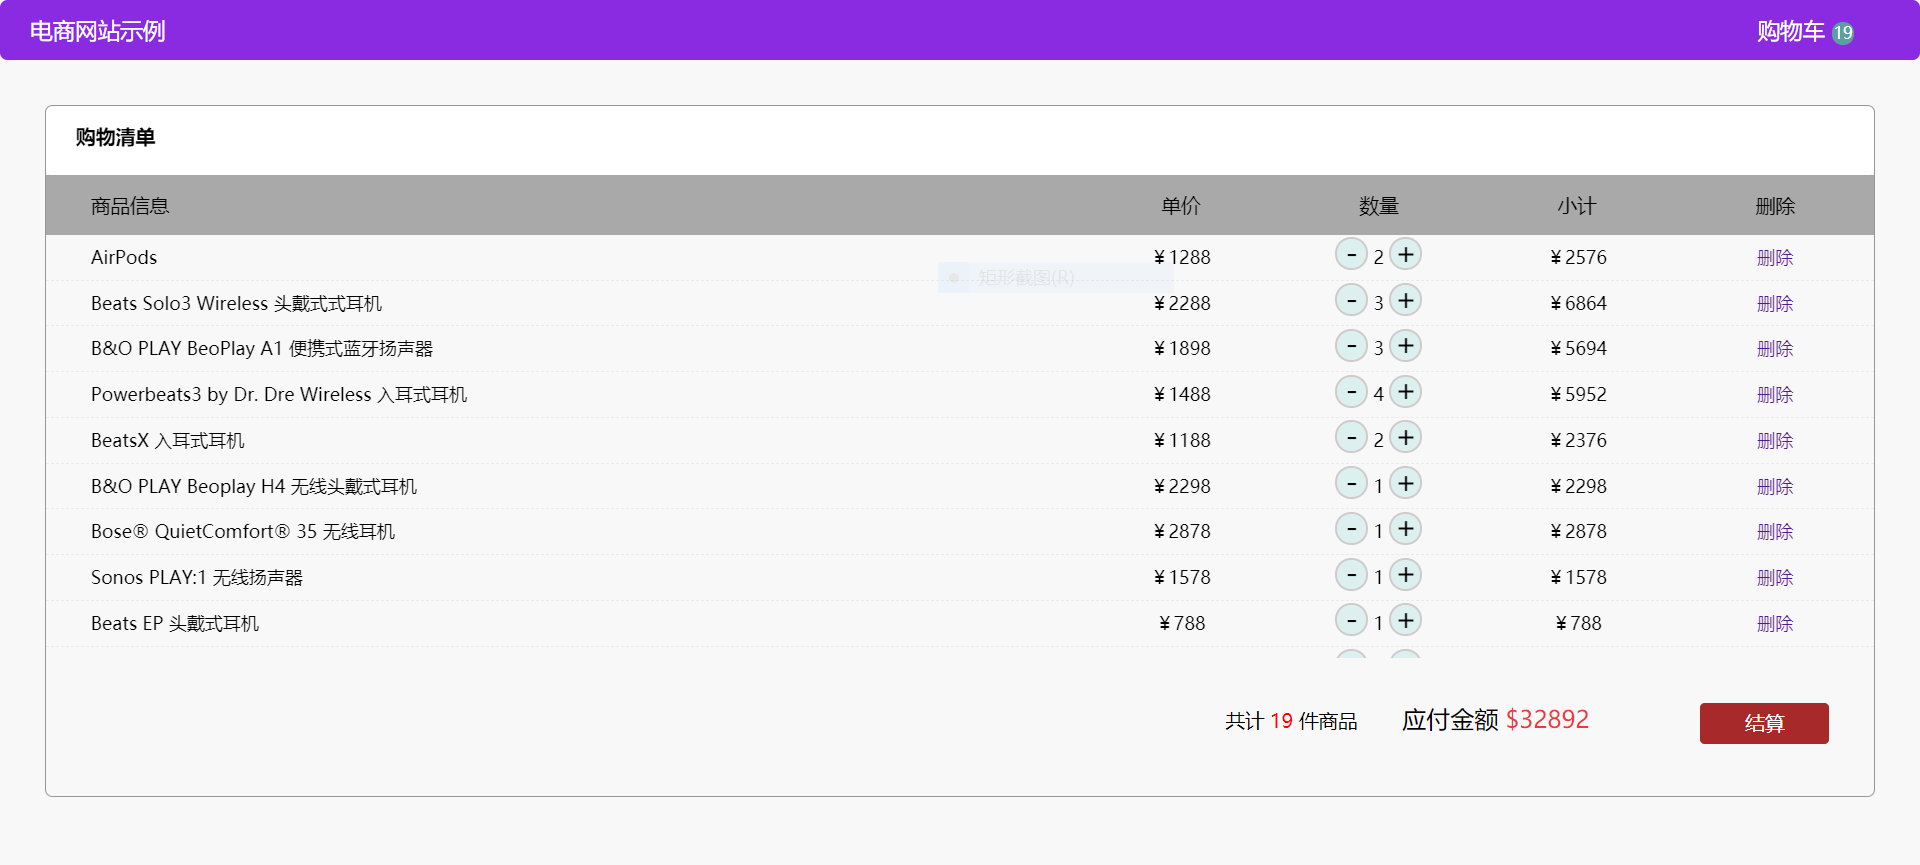 电商网站示例 购物车 19
购物清单
商品信息 单价 数量 小计 删除
AirPods ¥1288 - 2 + ¥2576 删除
矩形截图(R)
Beats Solo3 Wireless 头戴式式耳机 ¥2288 - 3 + ¥6864 删除
B&O PLAY BeoPlay A1 便携式蓝牙扬声器 ¥1898 - 3 + ¥5694 删除
Powerbeats3 by Dr. Dre Wireless 入耳式耳机 ¥1488 - 4 + ¥5952 删除
BeatsX 入耳式耳机 ¥1188 - 2 + ¥2376 删除
B&O PLAY Beoplay H4 无线头戴式耳机 ¥2298 - 1 + ¥2298 删除
Bose® QuietComfort® 35 无线耳机 ¥2878 - 1 + ¥2878 删除
Sonos PLAY:1 无线扬声器 ¥1578 - 1 + ¥1578 删除
Beats EP 头戴式耳机 ¥788 - 1 + ¥788 删除
共计 19 件商品 应付金额 $32892 结算